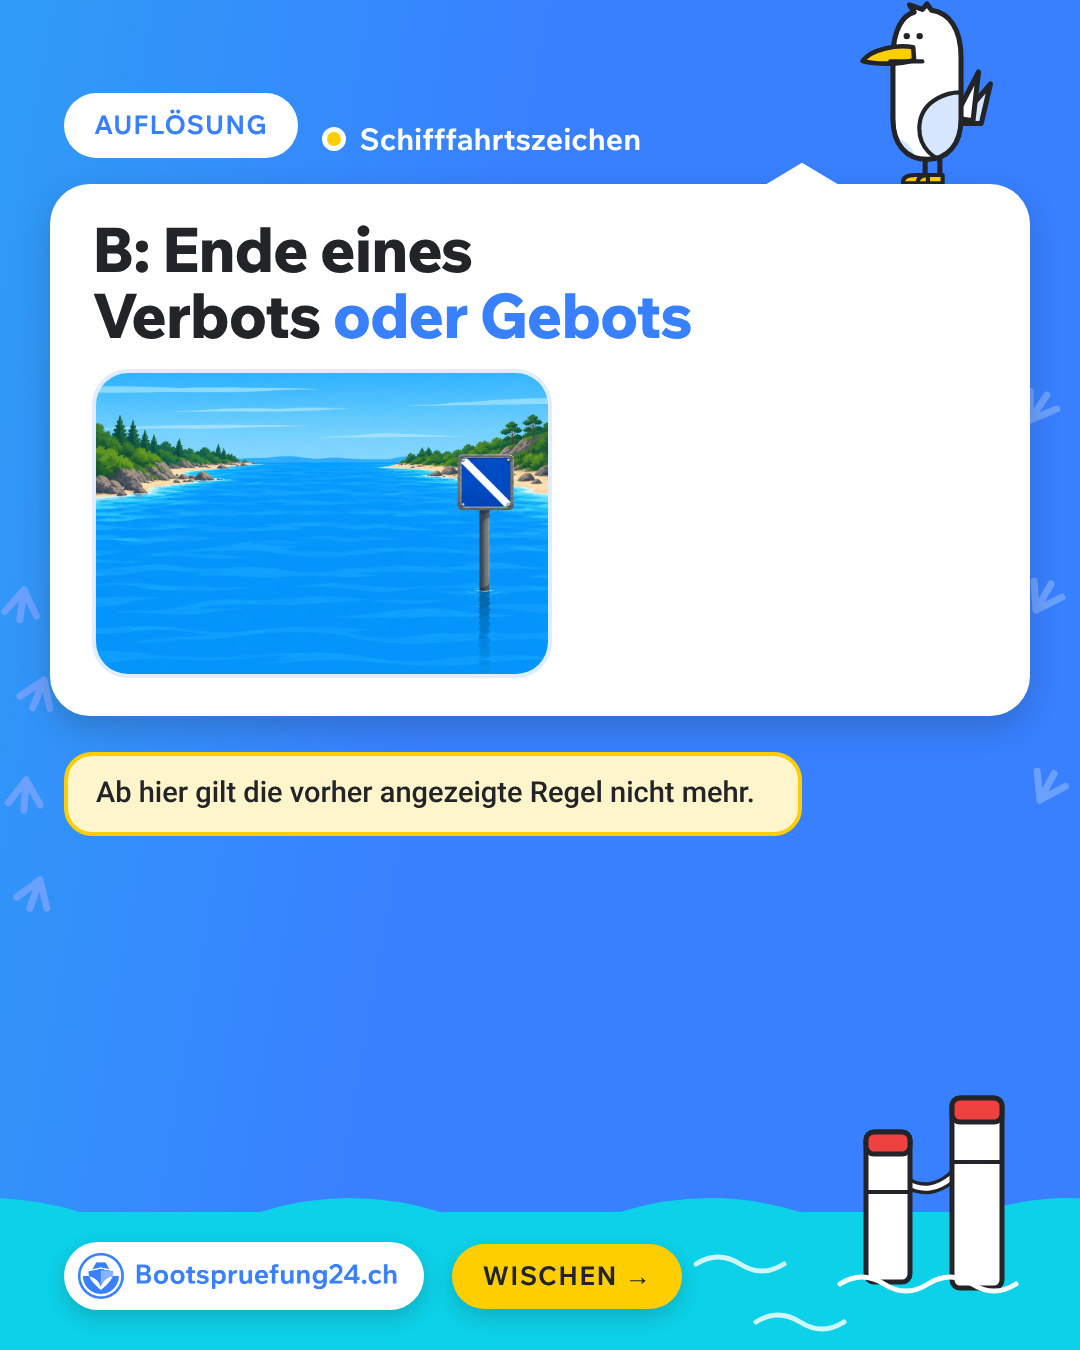 AUFLÖSUNG
Schifffahrtszeichen
B: Ende eines
Verbots oder Gebots
Ab hier gilt die vorher angezeigte Regel nicht mehr.
Bootspruefung24.ch
WISCHEN →